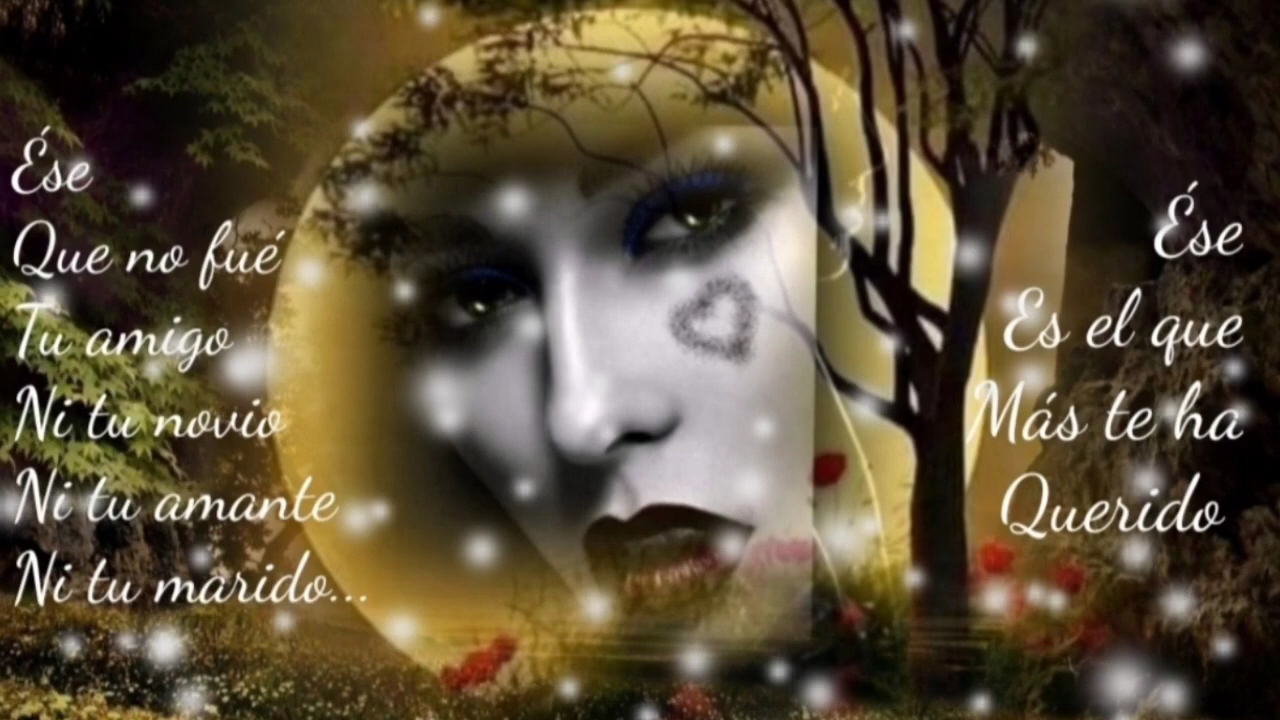 Ése
Que no fué
Tu amigo
Ni tu novio
Ni tu amante
Ni tu marido...
Ése
Es el que
Más te ha
Querido